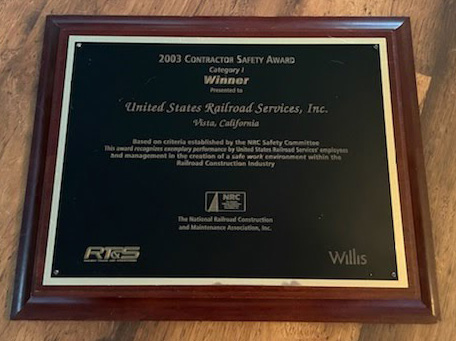 2003 CONTRACTOR SAFETY AWARD
Category I
Winner
Presented to
United States Railroad Services, Inc.
Vista, California
Based on criteria established by the NRC Safety Committee
This award recognizes exemplary performance by United States Railroad Services' employees
and management in the creation of a safe work environment within the
Railroad Construction Industry
NRC
The National Railroad Construction
and Maintenance Association, Inc.
RT&S
Willis